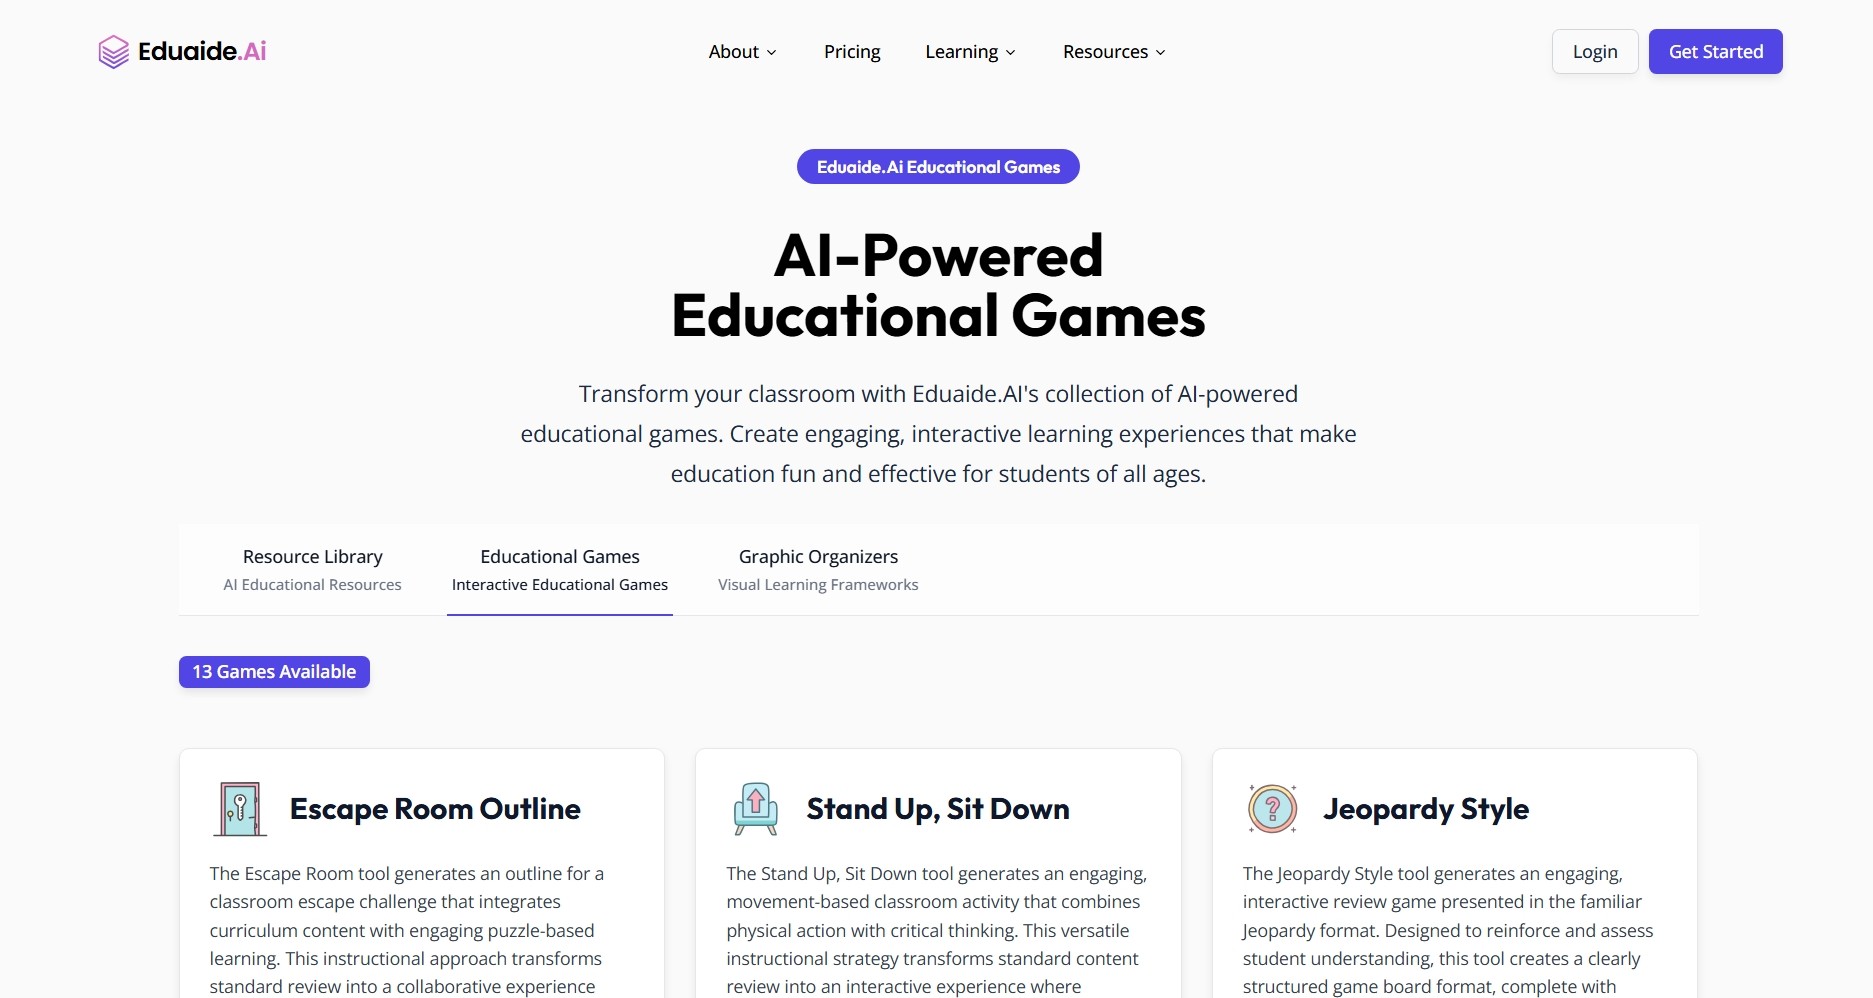 Eduaide.Ai
About
Pricing
Learning
Resources
Login
Get Started
Eduaide.Ai Educational Games
AI-Powered
Educational Games
Transform your classroom with Eduaide.AI's collection of AI-powered
educational games. Create engaging, interactive learning experiences that make
education fun and effective for students of all ages.
Resource Library
AI Educational Resources
Educational Games
Interactive Educational Games
Graphic Organizers
Visual Learning Frameworks
13 Games Available
Escape Room Outline
The Escape Room tool generates an outline for a
classroom escape challenge that integrates
curriculum content with engaging puzzle-based
learning. This instructional approach transforms
standard review into a collaborative experience
Stand Up, Sit Down
The Stand Up, Sit Down tool generates an engaging,
movement-based classroom activity that combines
physical action with critical thinking. This versatile
instructional strategy transforms standard content
review into an interactive experience where
?
Jeopardy Style
The Jeopardy Style tool generates an engaging,
interactive review game presented in the familiar
Jeopardy format. Designed to reinforce and assess
student understanding, this tool creates a clearly
structured game board format, complete with